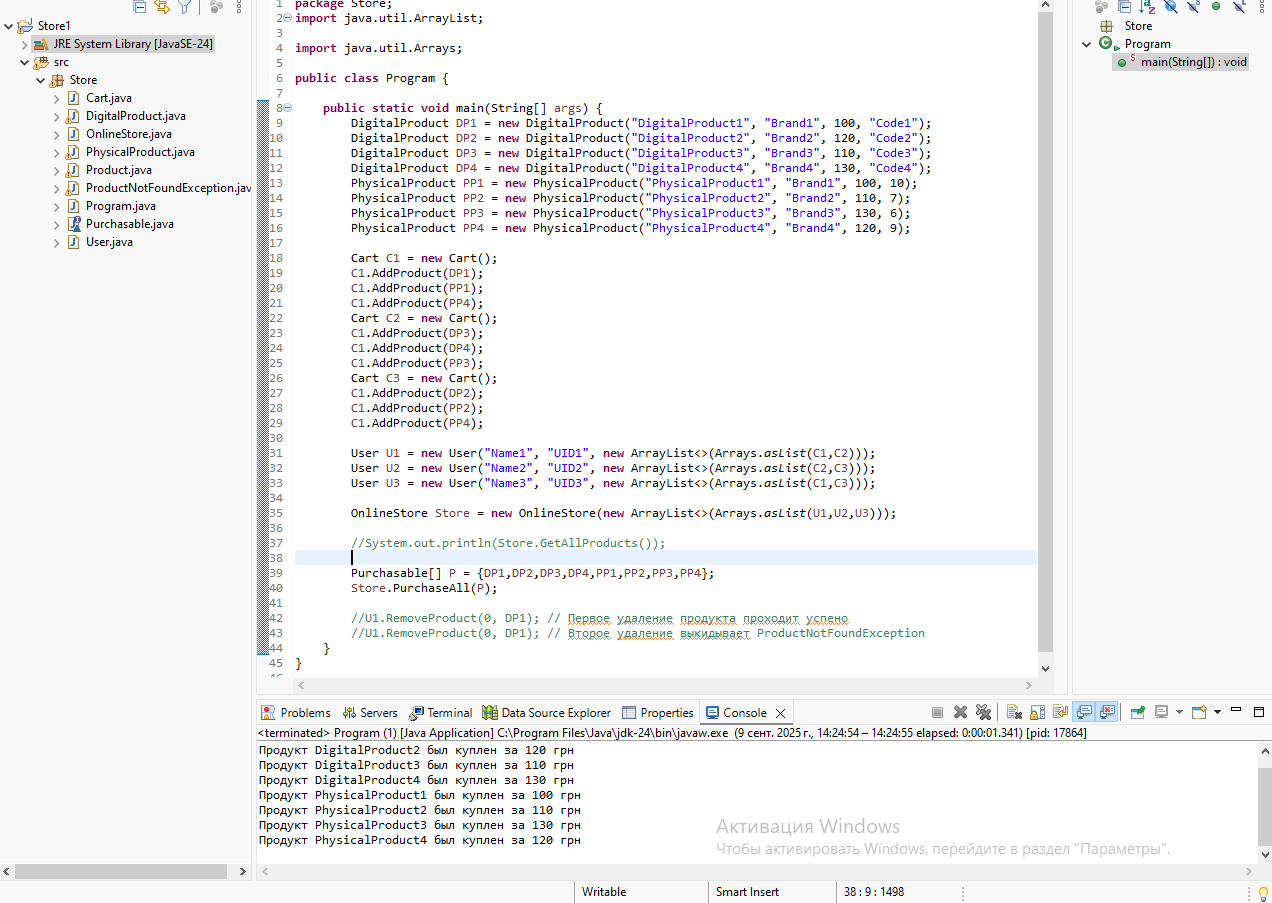 Store1
JRE System Library [JavaSE-24]
src
Store
Cart.java
DigitalProduct.java
OnlineStore.java
PhysicalProduct.java
Product.java
ProductNotFoundException.jav
Program.java
Purchasable.java
User.java
1 package Store;
2 import java.util.ArrayList;
3
4 import java.util.Arrays;
5
6 public class Program {
7
8 public static void main(String[] args) {
9 DigitalProduct DP1 = new DigitalProduct("DigitalProduct1", "Brand1", 100, "Code1");
10 DigitalProduct DP2 = new DigitalProduct("DigitalProduct2", "Brand2", 120, "Code2");
11 DigitalProduct DP3 = new DigitalProduct("DigitalProduct3", "Brand3", 110, "Code3");
12 DigitalProduct DP4 = new DigitalProduct("DigitalProduct4", "Brand4", 130, "Code4");
13 PhysicalProduct PP1 = new PhysicalProduct("PhysicalProduct1", "Brand1", 100, 10);
14 PhysicalProduct PP2 = new PhysicalProduct("PhysicalProduct2", "Brand2", 110, 7);
15 PhysicalProduct PP3 = new PhysicalProduct("PhysicalProduct3", "Brand3", 130, 6);
16 PhysicalProduct PP4 = new PhysicalProduct("PhysicalProduct4", "Brand4", 120, 9);
17
18 Cart C1 = new Cart();
19 C1.AddProduct(DP1);
20 C1.AddProduct(PP1);
21 C1.AddProduct(PP4);
22 Cart C2 = new Cart();
23 C1.AddProduct(DP3);
24 C1.AddProduct(DP4);
25 C1.AddProduct(PP3);
26 Cart C3 = new Cart();
27 C1.AddProduct(DP2);
28 C1.AddProduct(PP2);
29 C1.AddProduct(PP4);
30
31 User U1 = new User("Name1", "UID1", new ArrayList<>(Arrays.asList(C1,C2)));
32 User U2 = new User("Name2", "UID2", new ArrayList<>(Arrays.asList(C2,C3)));
33 User U3 = new User("Name3", "UID3", new ArrayList<>(Arrays.asList(C1,C3)));
34
35 OnlineStore Store = new OnlineStore(new ArrayList<>(Arrays.asList(U1,U2,U3)));
36
37 //System.out.println(Store.GetAllProducts());
38
39 Purchasable[] P = {DP1,DP2,DP3,DP4,PP1,PP2,PP3,PP4};
40 Store.PurchaseAll(P);
41
42 //U1.RemoveProduct(0, DP1); // Первое удаление продукта проходит успено
43 //U1.RemoveProduct(0, DP1); // Второе удаление выкидывает ProductNotFoundException
44 }
45 }
Store
Program
main(String[]) : void
Problems Servers Terminal Data Source Explorer Properties Console
<terminated> Program (1) [Java Application] C:\Program Files\Java\jdk-24\bin\javaw.exe (9 сент. 2025 г., 14:24:54 – 14:24:55 elapsed: 0:00:01.341) [pid: 17864]
Продукт DigitalProduct2 был куплен за 120 грн
Продукт DigitalProduct3 был куплен за 110 грн
Продукт DigitalProduct4 был куплен за 130 грн
Продукт PhysicalProduct1 был куплен за 100 грн
Продукт PhysicalProduct2 был куплен за 110 грн
Продукт PhysicalProduct3 был куплен за 130 грн
Продукт PhysicalProduct4 был куплен за 120 грн
Активация Windows
Чтобы активировать Windows, перейдите в раздел "Параметры".
Writable Smart Insert 38 : 9 : 1498